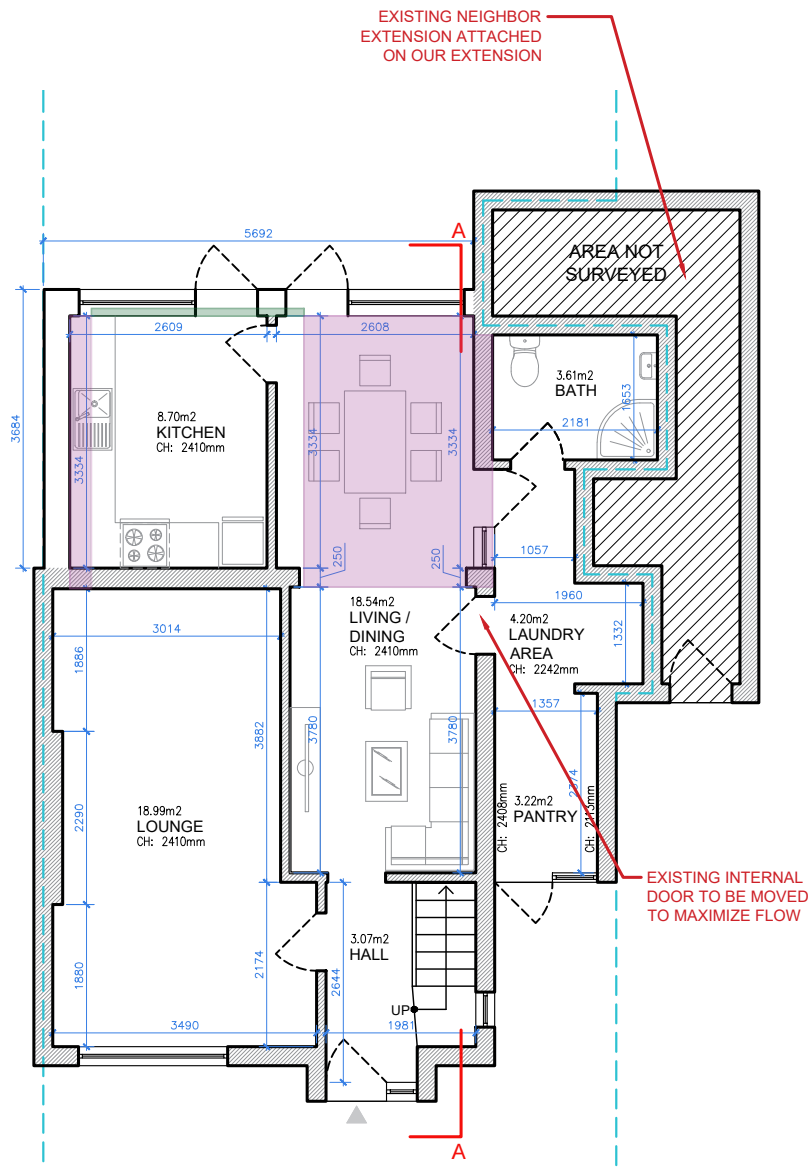 EXISTING NEIGHBOR
EXTENSION ATTACHED
ON OUR EXTENSION
A
5692
AREA NOT
SURVEYED
2609
2608
3684
3334
8.70m2
KITCHEN
CH: 2410mm
3334
3334
3.61m2
BATH
1653
2181
250
250
1057
1960
18.54m2
LIVING /
DINING
CH: 2410mm
4.20m2
LAUNDRY
AREA
CH: 2242mm
1332
3014
1886
3882
3780
3780
1357
2290
18.99m2
LOUNGE
CH: 2410mm
CH: 2408mm
3.22m2
PANTRY
EXISTING INTERNAL
DOOR TO BE MOVED
TO MAXIMIZE FLOW
3.07m2
HALL
1880
2174
2644
UP
3490
1981
A